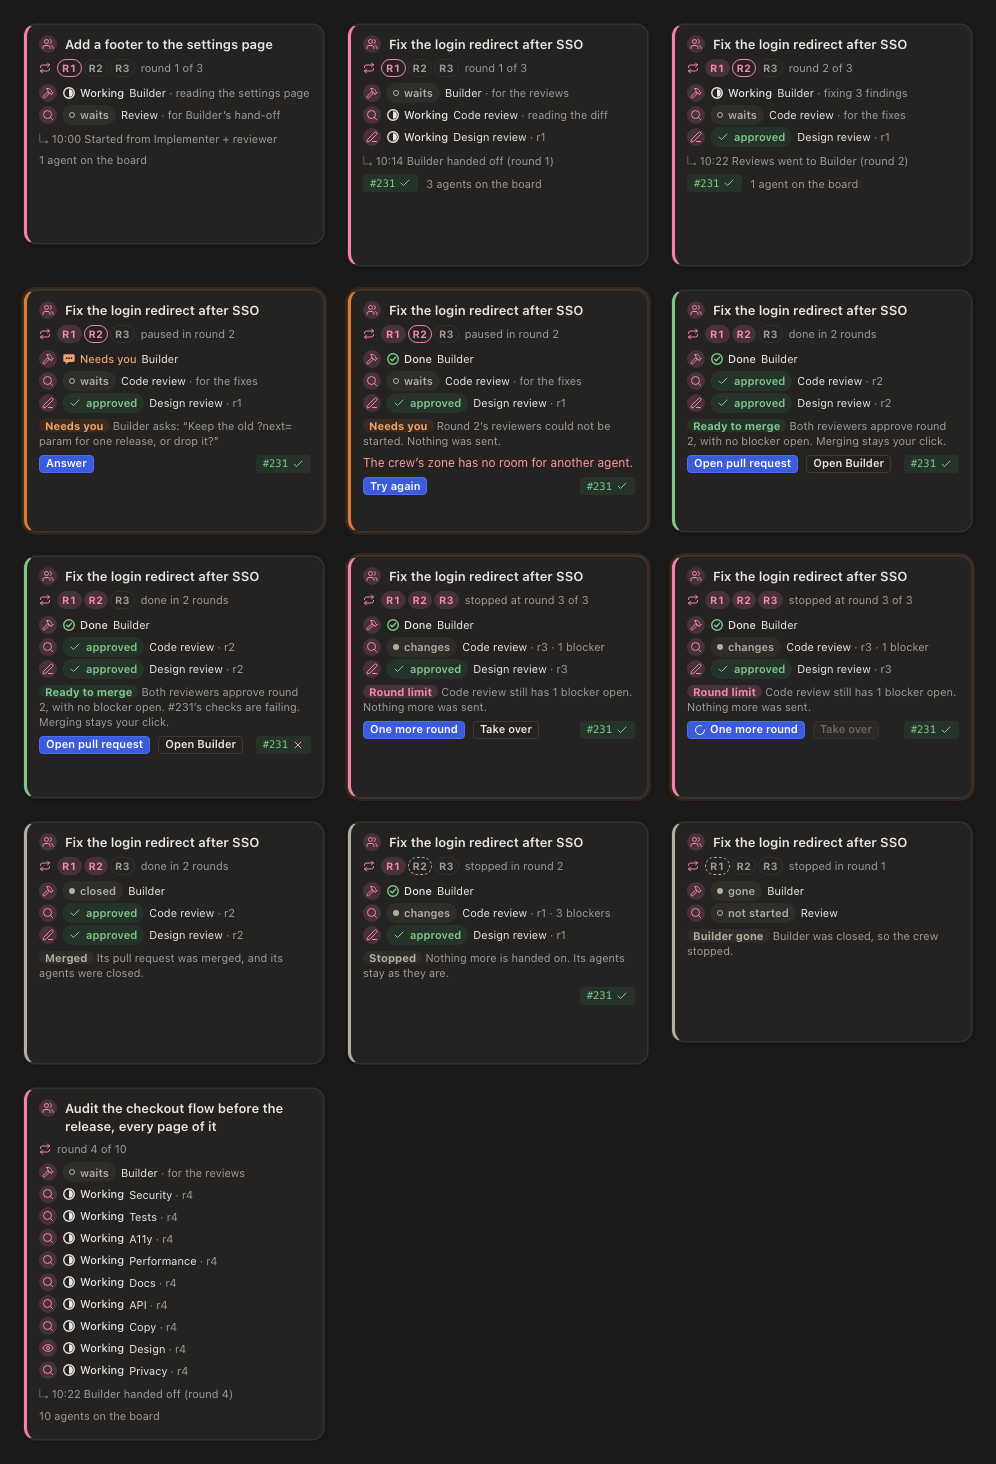 Add a footer to the settings page
R1 R2 R3 round 1 of 3
Working Builder · reading the settings page
waits Review · for Builder's hand-off
10:00 Started from Implementer + reviewer
1 agent on the board
Fix the login redirect after SSO
R1 R2 R3 round 1 of 3
waits Builder · for the reviews
Working Code review · reading the diff
Working Design review · r1
10:14 Builder handed off (round 1)
#231 ✓ 3 agents on the board
Fix the login redirect after SSO
R1 R2 R3 round 2 of 3
Working Builder · fixing 3 findings
waits Code review · for the fixes
approved Design review · r1
10:22 Reviews went to Builder (round 2)
#231 ✓ 1 agent on the board
Fix the login redirect after SSO
R1 R2 R3 paused in round 2
Needs you Builder
waits Code review · for the fixes
approved Design review · r1
Needs you Builder asks: “Keep the old ?next=
param for one release, or drop it?”
Answer #231 ✓
Fix the login redirect after SSO
R1 R2 R3 paused in round 2
Done Builder
waits Code review · for the fixes
approved Design review · r1
Needs you Round 2's reviewers could not be
started. Nothing was sent.
The crew's zone has no room for another agent.
Try again #231 ✓
Fix the login redirect after SSO
R1 R2 R3 done in 2 rounds
Done Builder
approved Code review · r2
approved Design review · r2
Ready to merge Both reviewers approve round
2, with no blocker open. Merging stays your click.
Open pull request Open Builder #231 ✓
Fix the login redirect after SSO
R1 R2 R3 done in 2 rounds
Done Builder
approved Code review · r2
approved Design review · r2
Ready to merge Both reviewers approve round
2, with no blocker open. #231's checks are failing.
Merging stays your click.
Open pull request Open Builder #231 ✕
Fix the login redirect after SSO
R1 R2 R3 stopped at round 3 of 3
Done Builder
changes Code review · r3 · 1 blocker
approved Design review · r3
Round limit Code review still has 1 blocker open.
Nothing more was sent.
One more round Take over #231 ✓
Fix the login redirect after SSO
R1 R2 R3 stopped at round 3 of 3
Done Builder
changes Code review · r3 · 1 blocker
approved Design review · r3
Round limit Code review still has 1 blocker open.
Nothing more was sent.
One more round Take over #231 ✓
Fix the login redirect after SSO
R1 R2 R3 done in 2 rounds
closed Builder
approved Code review · r2
approved Design review · r2
Merged Its pull request was merged, and its
agents were closed.
Fix the login redirect after SSO
R1 R2 R3 stopped in round 2
Done Builder
changes Code review · r1 · 3 blockers
approved Design review · r1
Stopped Nothing more is handed on. Its agents
stay as they are.
#231 ✓
Fix the login redirect after SSO
R1 R2 R3 stopped in round 1
gone Builder
not started Review
Builder gone Builder was closed, so the crew
stopped.
Audit the checkout flow before the
release, every page of it
round 4 of 10
waits Builder · for the reviews
Working Security · r4
Working Tests · r4
Working A11y · r4
Working Performance · r4
Working Docs · r4
Working API · r4
Working Copy · r4
Working Design · r4
Working Privacy · r4
10:22 Builder handed off (round 4)
10 agents on the board